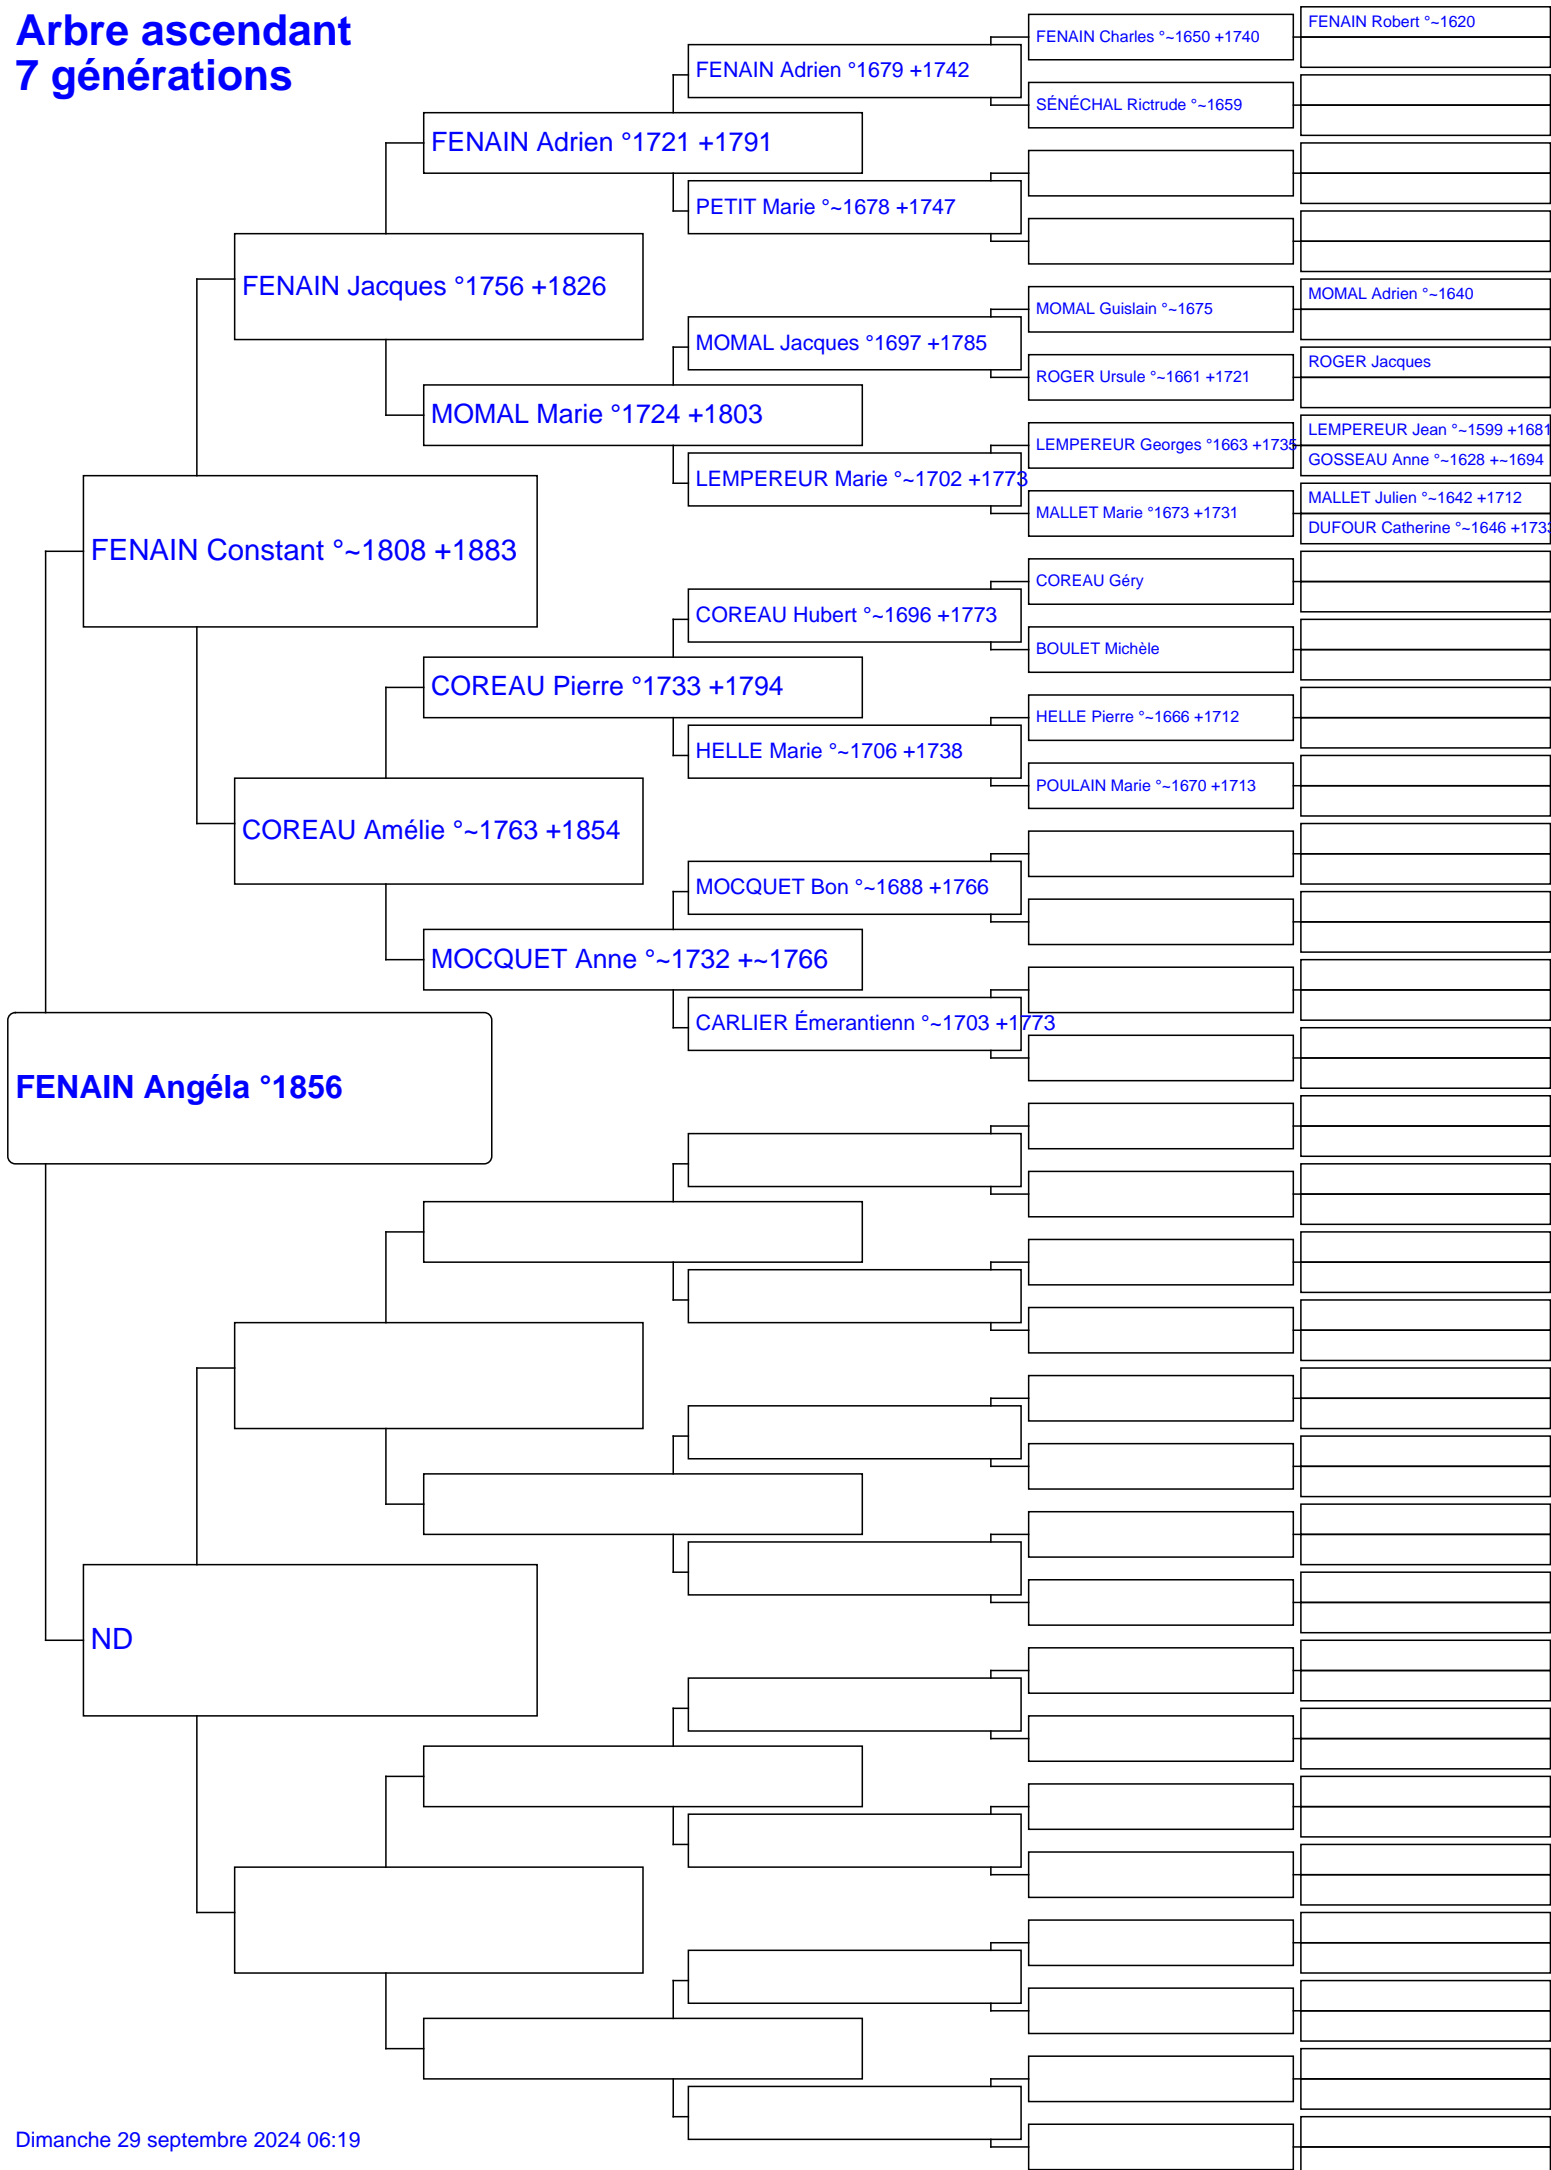 Arbre ascendant
7 générations
FENAIN Angéla °1856
FENAIN Constant °~1808 +1883
ND
FENAIN Jacques °1756 +1826
COREAU Amélie °~1763 +1854
FENAIN Adrien °1721 +1791
MOMAL Marie °1724 +1803
COREAU Pierre °1733 +1794
MOCQUET Anne °~1732 +~1766
FENAIN Adrien °1679 +1742
PETIT Marie °~1678 +1747
MOMAL Jacques °1697 +1785
LEMPEREUR Marie °~1702 +1773
COREAU Hubert °~1696 +1773
HELLE Marie °~1706 +1738
MOCQUET Bon °~1688 +1766
CARLIER Émerantienn °~1703 +1773
FENAIN Charles °~1650 +1740
SÉNÉCHAL Rictrude °~1659
MOMAL Guislain °~1675
ROGER Ursule °~1661 +1721
LEMPEREUR Georges °1663 +1735
MALLET Marie °1673 +1731
COREAU Géry
BOULET Michèle
HELLE Pierre °~1666 +1712
POULAIN Marie °~1670 +1713
FENAIN Robert °~1620
MOMAL Adrien °~1640
ROGER Jacques
LEMPEREUR Jean °~1599 +1681
GOSSEAU Anne °~1628 +~1694
MALLET Julien °~1642 +1712
DUFOUR Catherine °~1646 +1733
Dimanche 29 septembre 2024 06:19